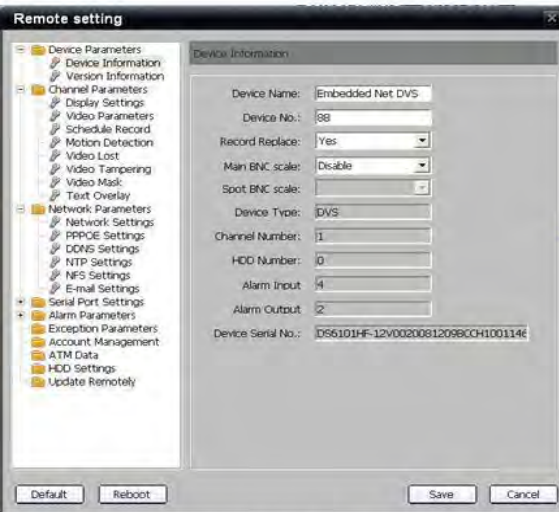 Remote setting
Device Parameters
Device Information
Version Information
Channel Parameters
Display Settings
Video Parameters
Schedule Record
Motion Detection
Video Lost
Video Tampering
Video Mask
Text Overlay
Network Parameters
Network Settings
PPPOE Settings
DDNS Settings
NTP Settings
NFS Settings
E-mail Settings
Serial Port Settings
Alarm Parameters
Exception Parameters
Account Management
ATM Data
HDD Settings
Update Remotely
Device Information
Device Name: Embedded Net DVS
Device No.: 88
Record Replace: Yes
Main BNC scale: Disable
Spot BNC scale:
Device Type: DVS
Channel Number: 1
HDD Number: 0
Alarm Input 4
Alarm Output 2
Device Serial No.:
Default Reboot Save Cancel